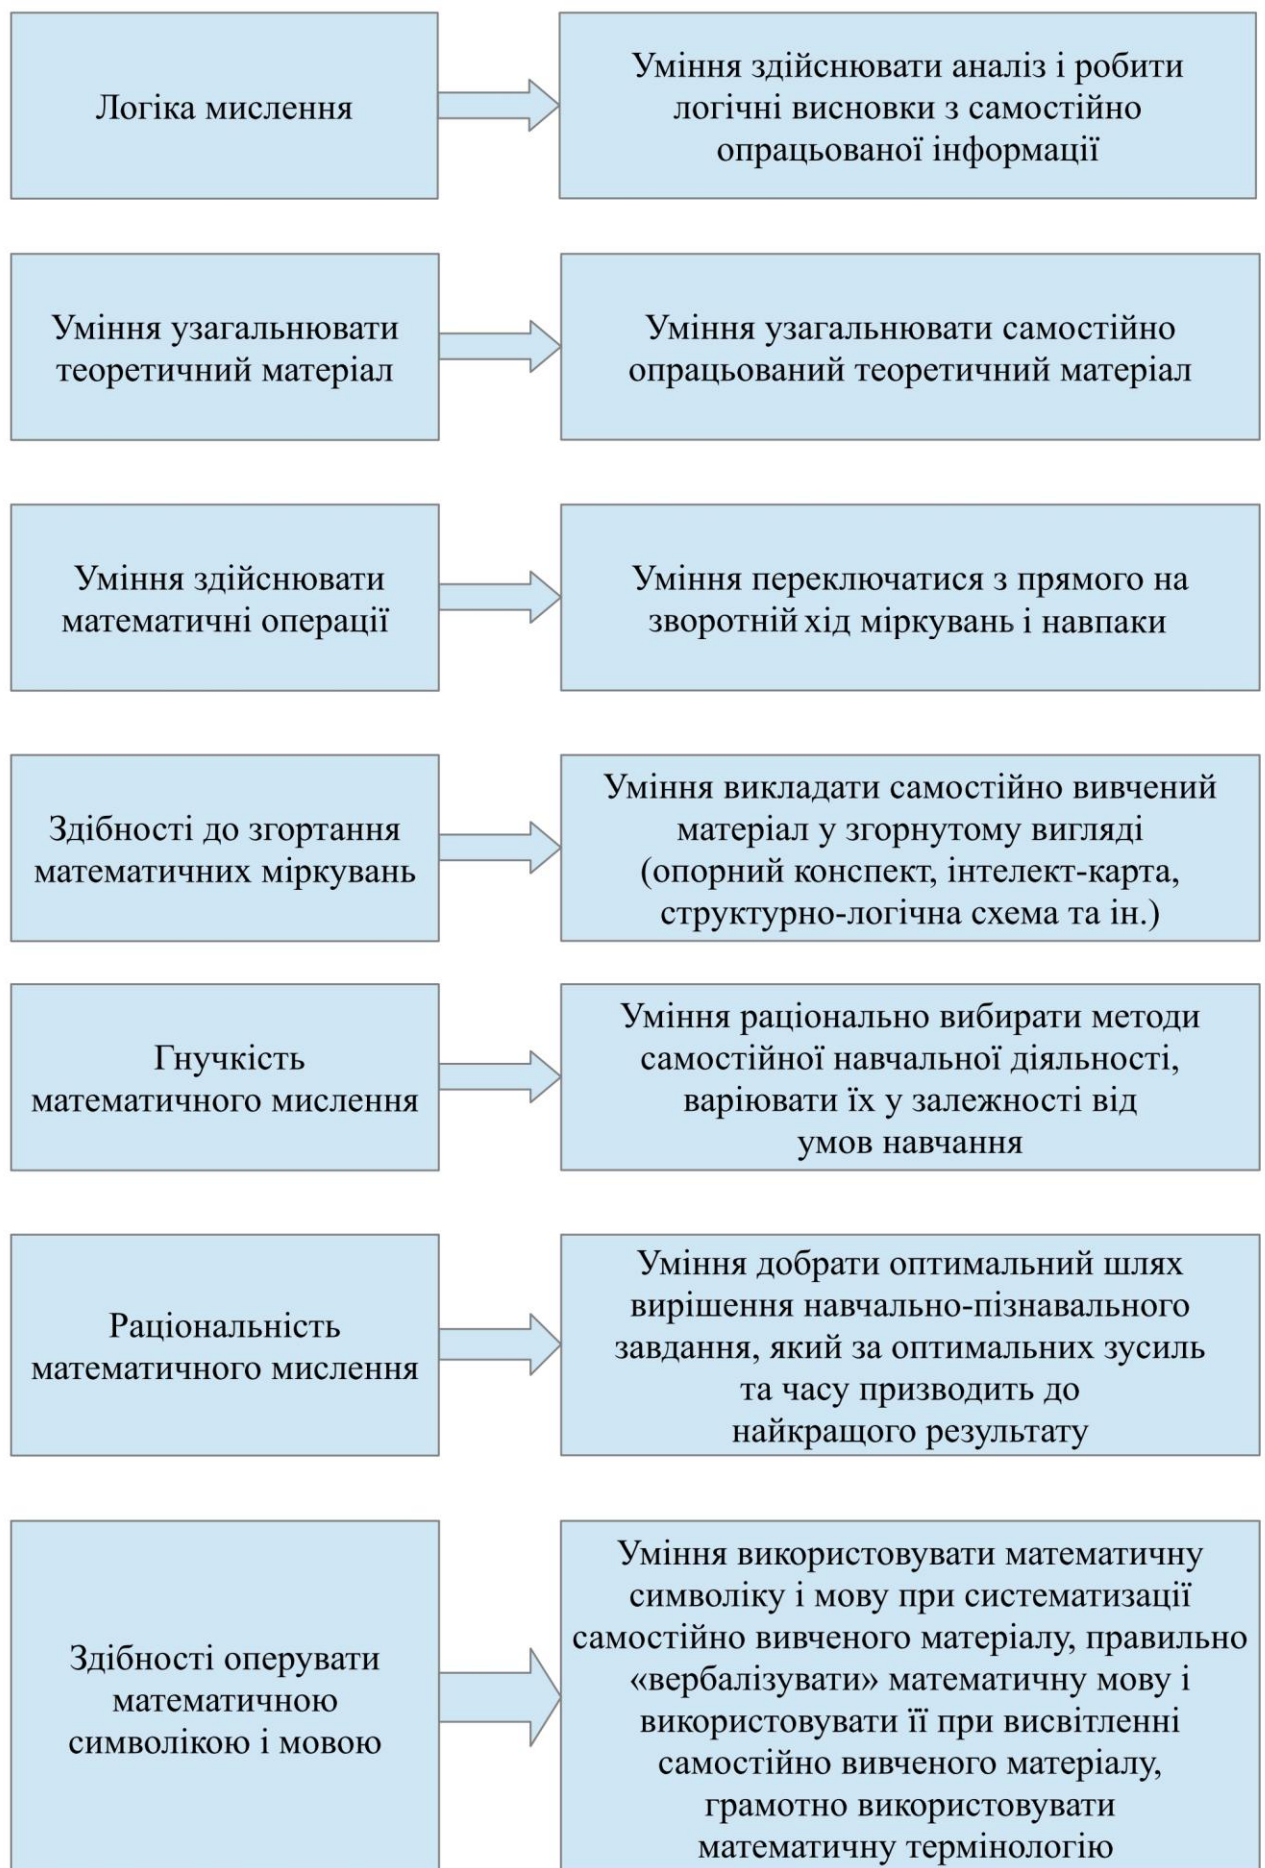 Логіка мислення
Уміння здійснювати аналіз і робити
логічні висновки з самостійно
опрацьованої інформації
Уміння узагальнювати
теоретичний матеріал
Уміння узагальнювати самостійно
опрацьований теоретичний матеріал
Уміння здійснювати
математичні операції
Уміння переключатися з прямого на
зворотній хід міркувань і навпаки
Здібності до згортання
математичних міркувань
Уміння викладати самостійно вивчений
матеріал у згорнутому вигляді
(опорний конспект, інтелект-карта,
структурно-логічна схема та ін.)
Гнучкість
математичного мислення
Уміння раціонально вибирати методи
самостійної навчальної діяльності,
варіювати їх у залежності від
умов навчання
Раціональність
математичного мислення
Уміння добрати оптимальний шлях
вирішення навчально-пізнавального
завдання, який за оптимальних зусиль
та часу призводить до
найкращого результату
Здібності оперувати
математичною
символікою і мовою
Уміння використовувати математичну
символіку і мову при систематизації
самостійно вивченого матеріалу, правильно
«вербалізувати» математичну мову і
використовувати її при висвітленні
самостійно вивченого матеріалу,
грамотно використовувати
математичну термінологію